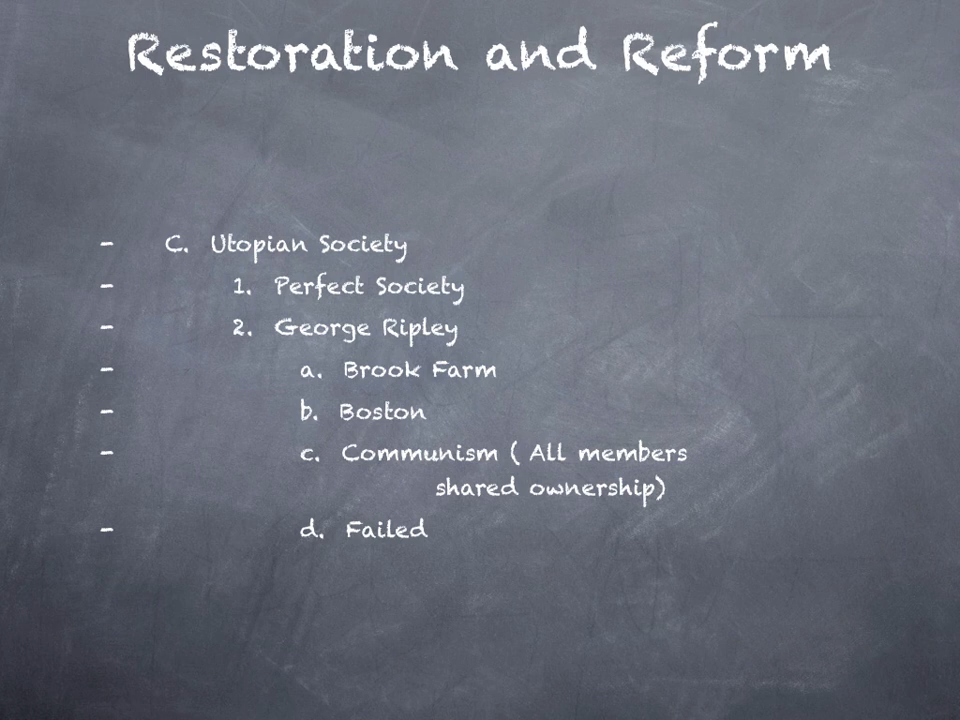 Restoration and Reform
- C. Utopian Society
- 1. Perfect Society
- 2. George Ripley
- a. Brook Farm
- b. Boston
- c. Communism ( All members
shared ownership)
- d. Failed